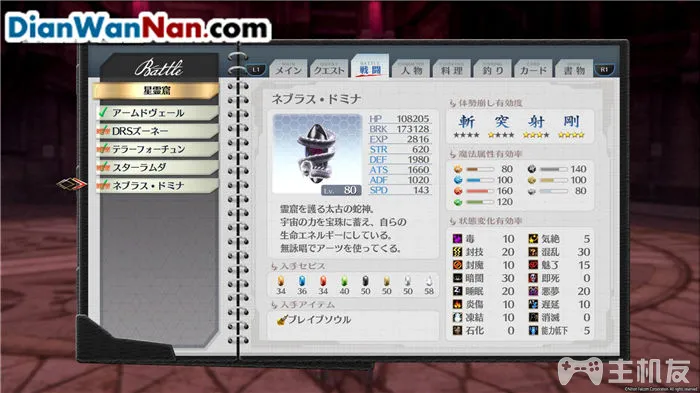 DianWanNan.com
Battle
星霊窟
アームドヴェール
DRSズーネー
テラーフォーチュン
スターラムダ
ネブラス・ドミナ
L1
メイン
クエスト
BATTLE
戦闘
人物
料理
釣り
カード
書物
R1
ネブラス・ドミナ
Lv. 80
HP 108205
BRK 173128
EXP 2816
STR 620
DEF 1980
ATS 1660
ADF 1020
SPD 143
霊窟を護る太古の蛇神。
宇宙の力を宝珠に蓄え、自らの
生命エネルギーにしている。
無詠唱でアーツを使ってくる。
入手セピス
34 36 34 40 50 50 58
入手アイテム
ブレイブソウル
体勢崩し有効度
斬 突 射 剛
★★★★ ★★★★ ★★★★ ★★★★
魔法属性有効率
80 140
100 100
160 80
120
状態変化有効率
毒 10 気絶 5
封技 20 混乱 30
封魔 10 魅了 15
暗闇 30 即死 0
睡眠 20 悪夢 20
炎傷 10 遅延 10
凍結 10 消滅 0
石化 0 能力低下 5
主机友
©Nihon Falcom Corporation. All rights reserved.